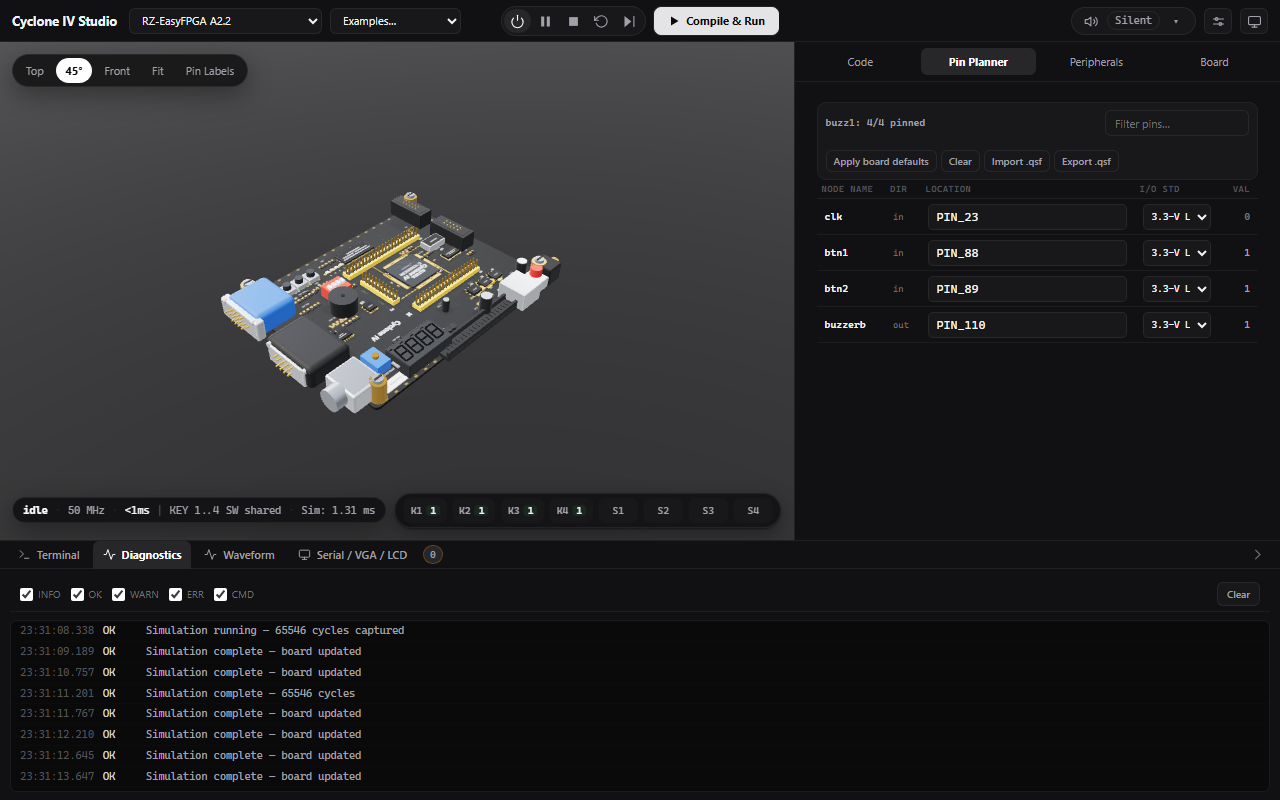 Cyclone IV Studio RZ-EasyFPGA A2.2 Examples... Compile & Run Silent
Top 45° Front Fit Pin Labels
Code Pin Planner Peripherals Board
buzz1: 4/4 pinned Filter pins...
Apply board defaults Clear Import .qsf Export .qsf
NODE NAME DIR LOCATION I/O STD VAL
clk in PIN_23 3.3-V L 0
btn1 in PIN_88 3.3-V L 1
btn2 in PIN_89 3.3-V L 1
buzzerb out PIN_110 3.3-V L 1
Cyclone IV
idle · 50 MHz · <1ms | KEY 1..4 SW shared · Sim: 1.31 ms
K1 1 K2 1 K3 1 K4 1 S1 S2 S3 S4
Terminal Diagnostics Waveform Serial / VGA / LCD 0
INFO OK WARN ERR CMD Clear
23:31:08.338 OK Simulation running — 65546 cycles captured
23:31:09.189 OK Simulation complete — board updated
23:31:10.757 OK Simulation complete — board updated
23:31:11.201 OK Simulation complete — 65546 cycles
23:31:11.767 OK Simulation complete — board updated
23:31:12.210 OK Simulation complete — board updated
23:31:12.645 OK Simulation complete — board updated
23:31:13.647 OK Simulation complete — board updated